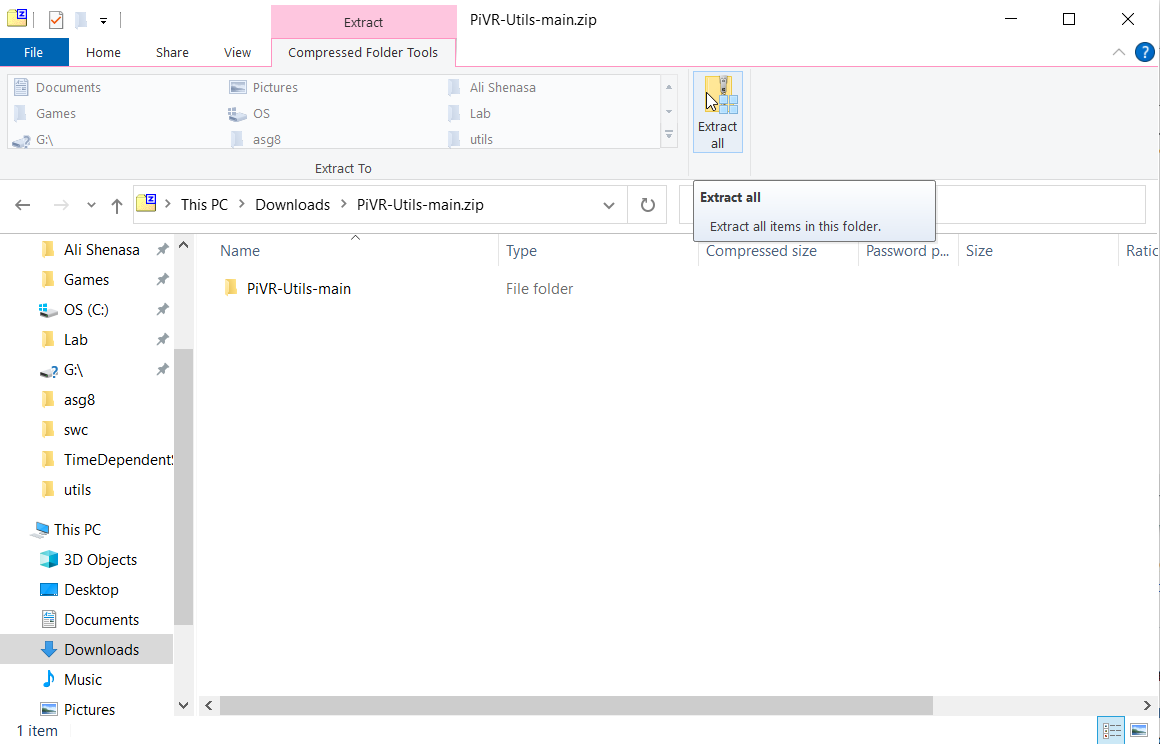 Extract
PiVR-Utils-main.zip
File
Home
Share
View
Compressed Folder Tools
Documents
Pictures
Ali Shenasa
Games
OS
Lab
G:\
asg8
utils
Extract all
Extract To
This PC
Downloads
PiVR-Utils-main.zip
Extract all
Extract all items in this folder.
Name
Type
Compressed size
Password p...
Size
Ratio
PiVR-Utils-main
File folder
Ali Shenasa
Games
OS (C:)
Lab
G:\
asg8
swc
TimeDependentS
utils
This PC
3D Objects
Desktop
Documents
Downloads
Music
Pictures
1 item